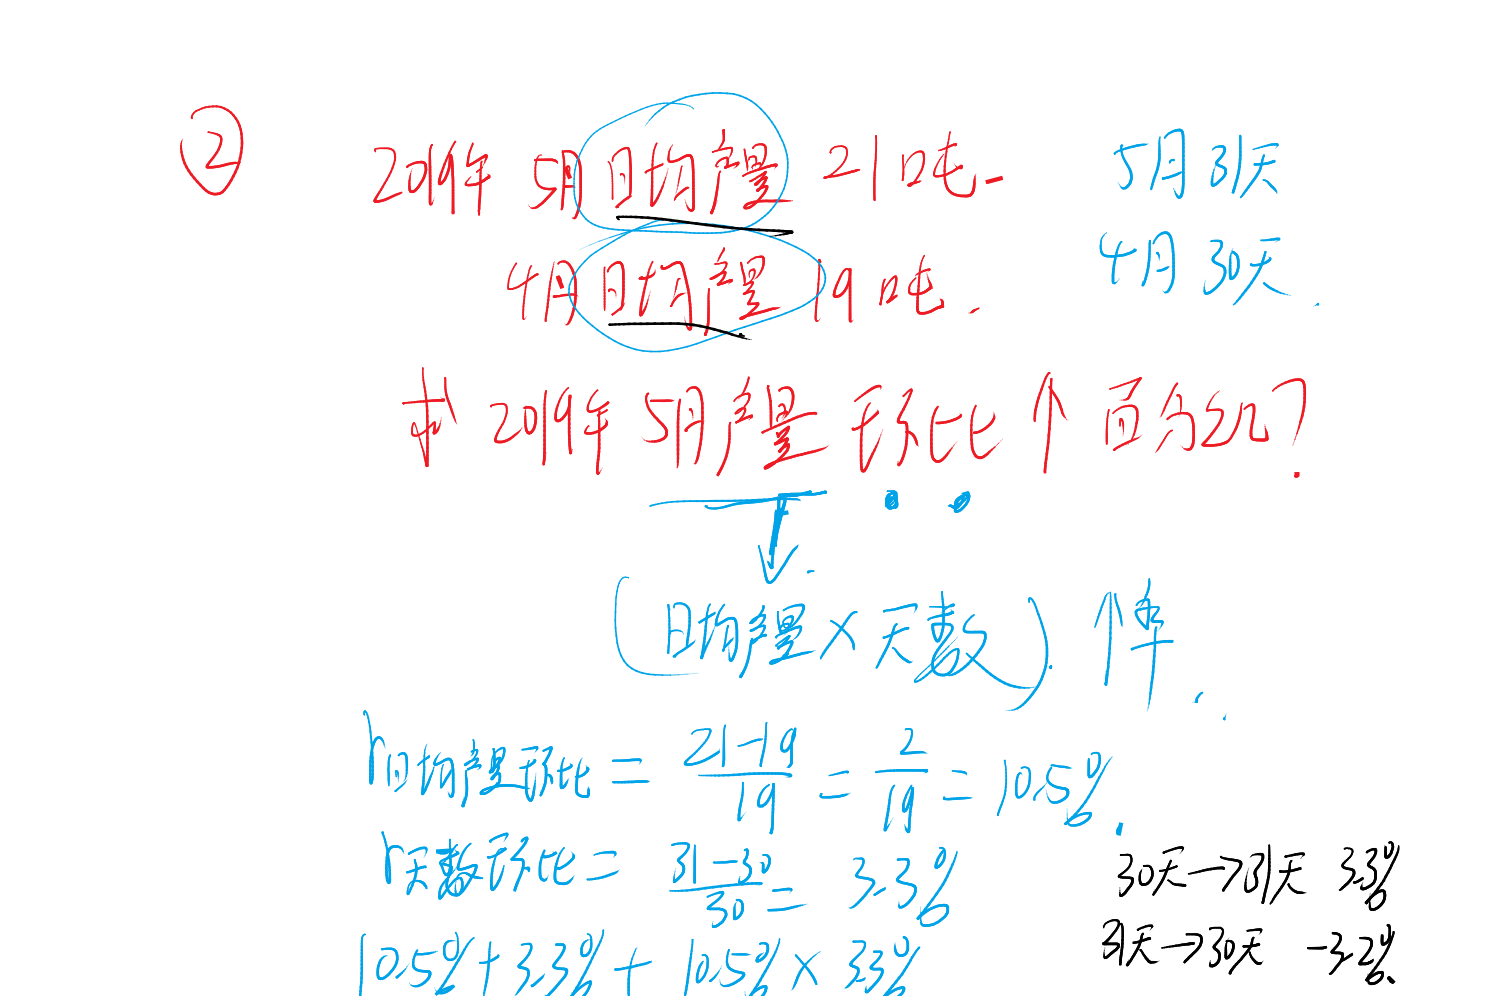 ②
2019年 5月日均产量 21吨.
4月日均产量 19吨.
5月31天
4月30天.
求 2019年 5月产量 环比↑百分之几?
(日均产量×天数)↑率..
r日均产量环比 = 21-19/19 = 2/19 = 10.5%.
r天数环比 = 31-30/30 = 3.3%
10.5%+3.3%+10.5%×3.3%
30天→31天 3.3%
31天→30天 -3.2%.